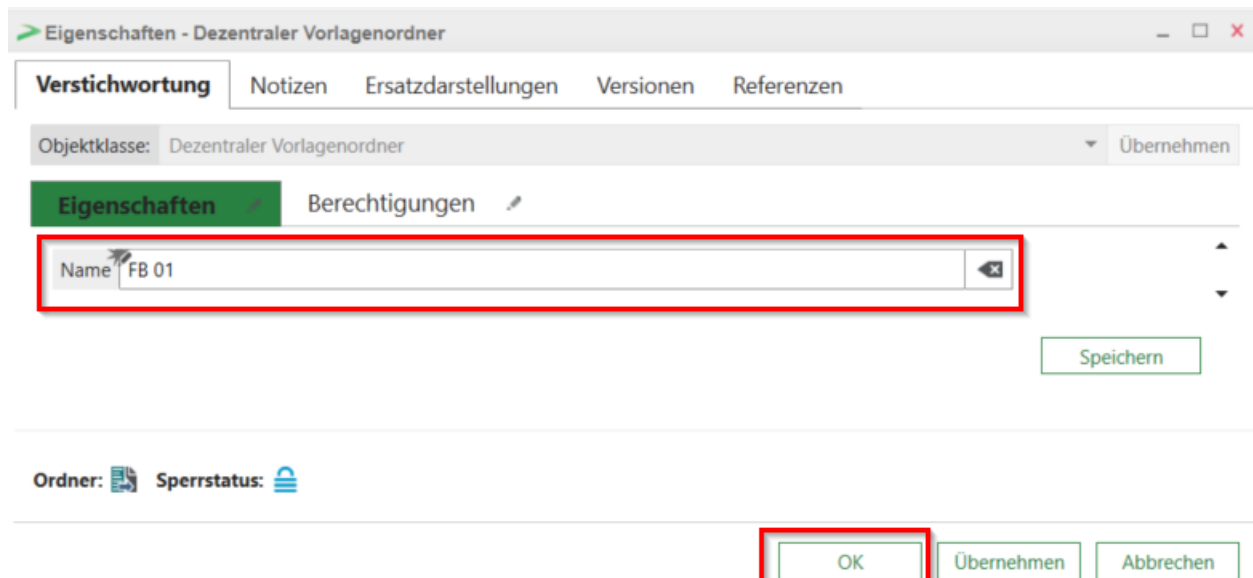 Eigenschaften - Dezentraler Vorlagenordner
Verstichwortung Notizen Ersatzdarstellungen Versionen Referenzen
Objektklasse: Dezentraler Vorlagenordner Übernehmen
Eigenschaften Berechtigungen
Name FB 01
Speichern
Ordner: Sperrstatus:
OK Übernehmen Abbrechen